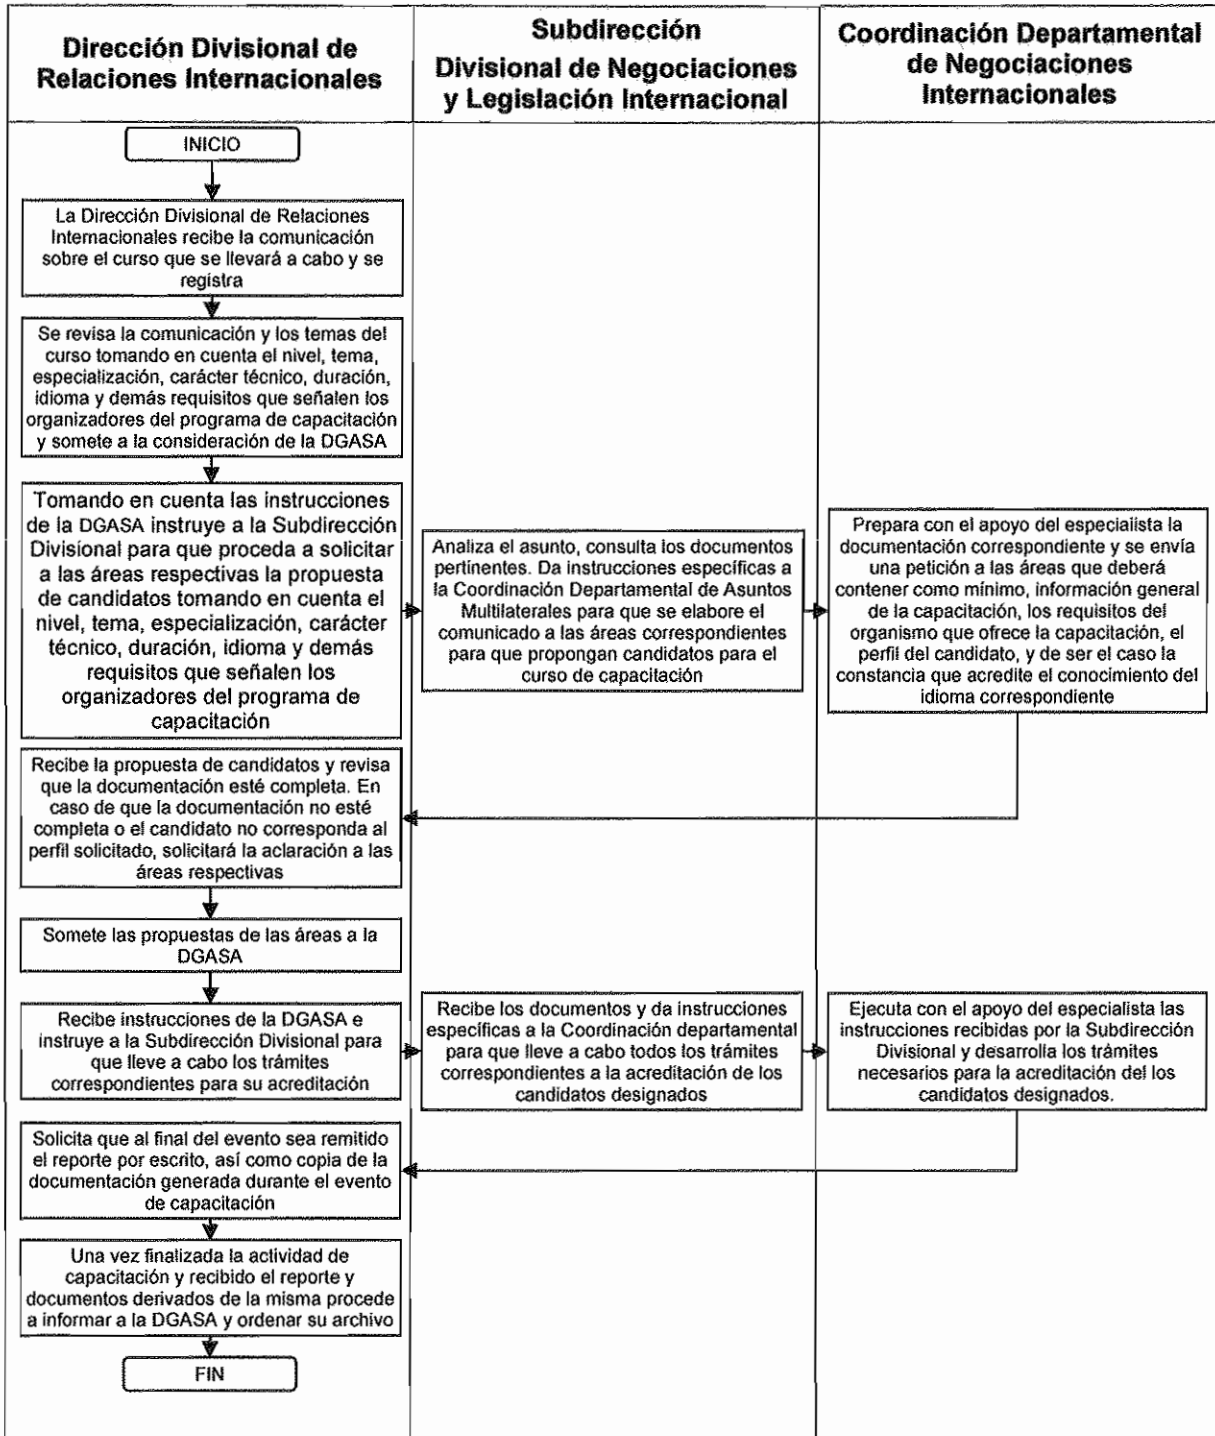 Dirección Divisional de
Relaciones Internacionales
Subdirección
Divisional de Negociaciones
y Legislación Internacional
Coordinación Departamental
de Negociaciones
Internacionales
INICIO
La Dirección Divisional de Relaciones
Internacionales recibe la comunicación
sobre el curso que se llevará a cabo y se
registra
Se revisa la comunicación y los temas del
curso tomando en cuenta el nivel, tema,
especialización, carácter técnico, duración,
idioma y demás requisitos que señalen los
organizadores del programa de capacitación
y somete a la consideración de la DGASA
Tomando en cuenta las instrucciones
de la DGASA instruye a la Subdirección
Divisional para que proceda a solicitar
a las áreas respectivas la propuesta
de candidatos tomando en cuenta el
nivel, tema, especialización, carácter
técnico, duración, idioma y demás
requisitos que señalen los
organizadores del programa de
capacitación
Analiza el asunto, consulta los documentos
pertinentes. Da instrucciones específicas a
la Coordinación Departamental de Asuntos
Multilaterales para que se elabore el
comunicado a las áreas correspondientes
para que propongan candidatos para el
curso de capacitación
Prepara con el apoyo del especialista la
documentación correspondiente y se envía
una petición a las áreas que deberá
contener como mínimo, información general
de la capacitación, los requisitos del
organismo que ofrece la capacitación, el
perfil del candidato, y de ser el caso la
constancia que acredite el conocimiento del
idioma correspondiente
Recibe la propuesta de candidatos y revisa
que la documentación esté completa. En
caso de que la documentación no esté
completa o el candidato no corresponda al
perfil solicitado, solicitará la aclaración a las
áreas respectivas
Somete las propuestas de las áreas a la
DGASA
Recibe instrucciones de la DGASA e
instruye a la Subdirección Divisional para
que lleve a cabo los trámites
correspondientes para su acreditación
Recibe los documentos y da instrucciones
específicas a la Coordinación departamental
para que lleve a cabo todos los trámites
correspondientes a la acreditación de los
candidatos designados
Ejecuta con el apoyo del especialista las
instrucciones recibidas por la Subdirección
Divisional y desarrolla los trámites
necesarios para la acreditación del los
candidatos designados.
Solicita que al final del evento sea remitido
el reporte por escrito, así como copia de la
documentación generada durante el evento
de capacitación
Una vez finalizada la actividad de
capacitación y recibido el reporte y
documentos derivados de la misma procede
a informar a la DGASA y ordenar su archivo
FIN